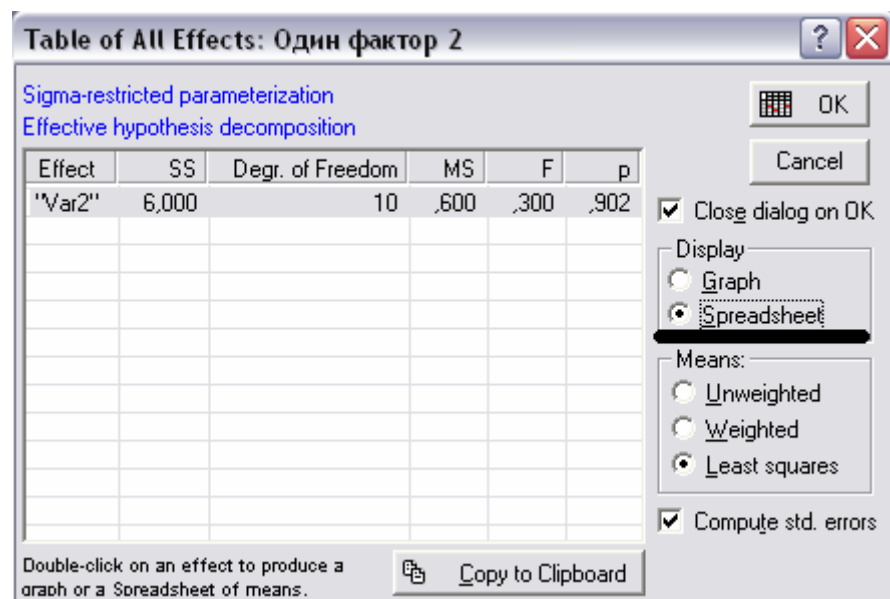 Table of All Effects: Один фактор 2
Sigma-restricted parameterization
Effective hypothesis decomposition
Effect SS Degr. of Freedom MS F p
"Var2" 6,000 10 ,600 ,300 ,902
OK
Cancel
Close dialog on OK
Display
Graph
Spreadsheet
Means:
Unweighted
Weighted
Least squares
Compute std. errors
Double-click on an effect to produce a
graph or a Spreadsheet of means.
Copy to Clipboard